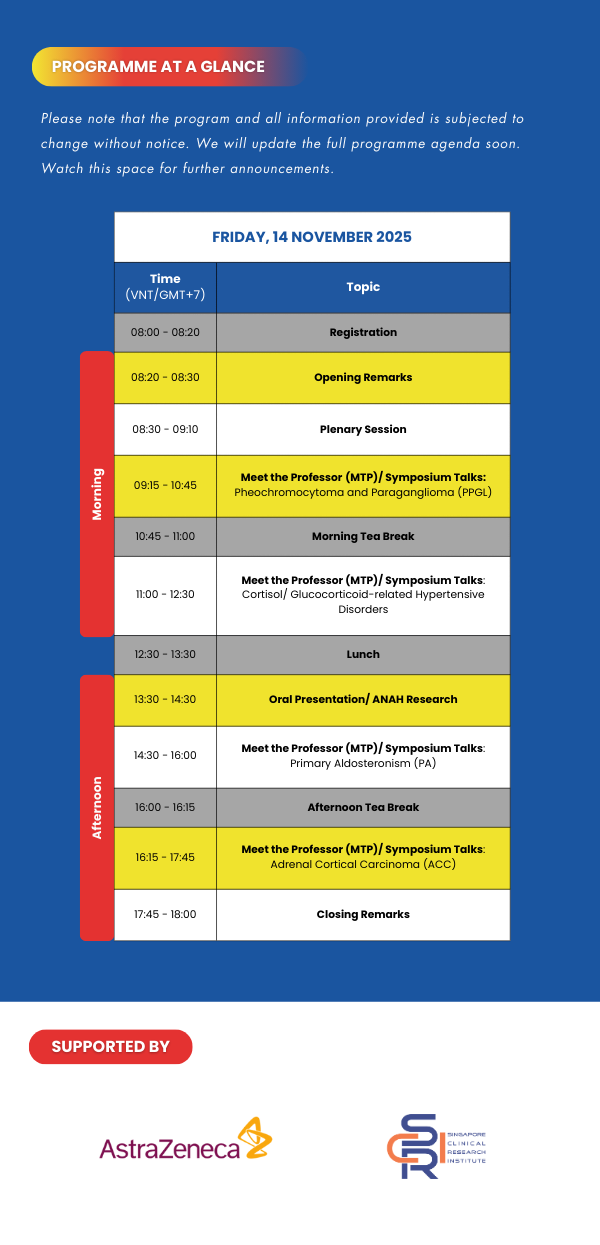 PROGRAMME AT A GLANCE
Please note that the program and all information provided is subjected to
change without notice. We will update the full programme agenda soon.
Watch this space for further announcements.
FRIDAY, 14 NOVEMBER 2025
Time
(VNT/GMT+7)
Topic
08:00 - 08:20
Registration
Morning
08:20 - 08:30
Opening Remarks
08:30 - 09:10
Plenary Session
09:15 - 10:45
Meet the Professor (MTP)/ Symposium Talks:
Pheochromocytoma and Paraganglioma (PPGL)
10:45 - 11:00
Morning Tea Break
11:00 - 12:30
Meet the Professor (MTP)/ Symposium Talks:
Cortisol/ Glucocorticoid-related Hypertensive
Disorders
12:30 - 13:30
Lunch
Afternoon
13:30 - 14:30
Oral Presentation/ ANAH Research
14:30 - 16:00
Meet the Professor (MTP)/ Symposium Talks:
Primary Aldosteronism (PA)
16:00 - 16:15
Afternoon Tea Break
16:15 - 17:45
Meet the Professor (MTP)/ Symposium Talks:
Adrenal Cortical Carcinoma (ACC)
17:45 - 18:00
Closing Remarks
SUPPORTED BY
AstraZeneca
SCRI
SINGAPORE
CLINICAL
RESEARCH
INSTITUTE